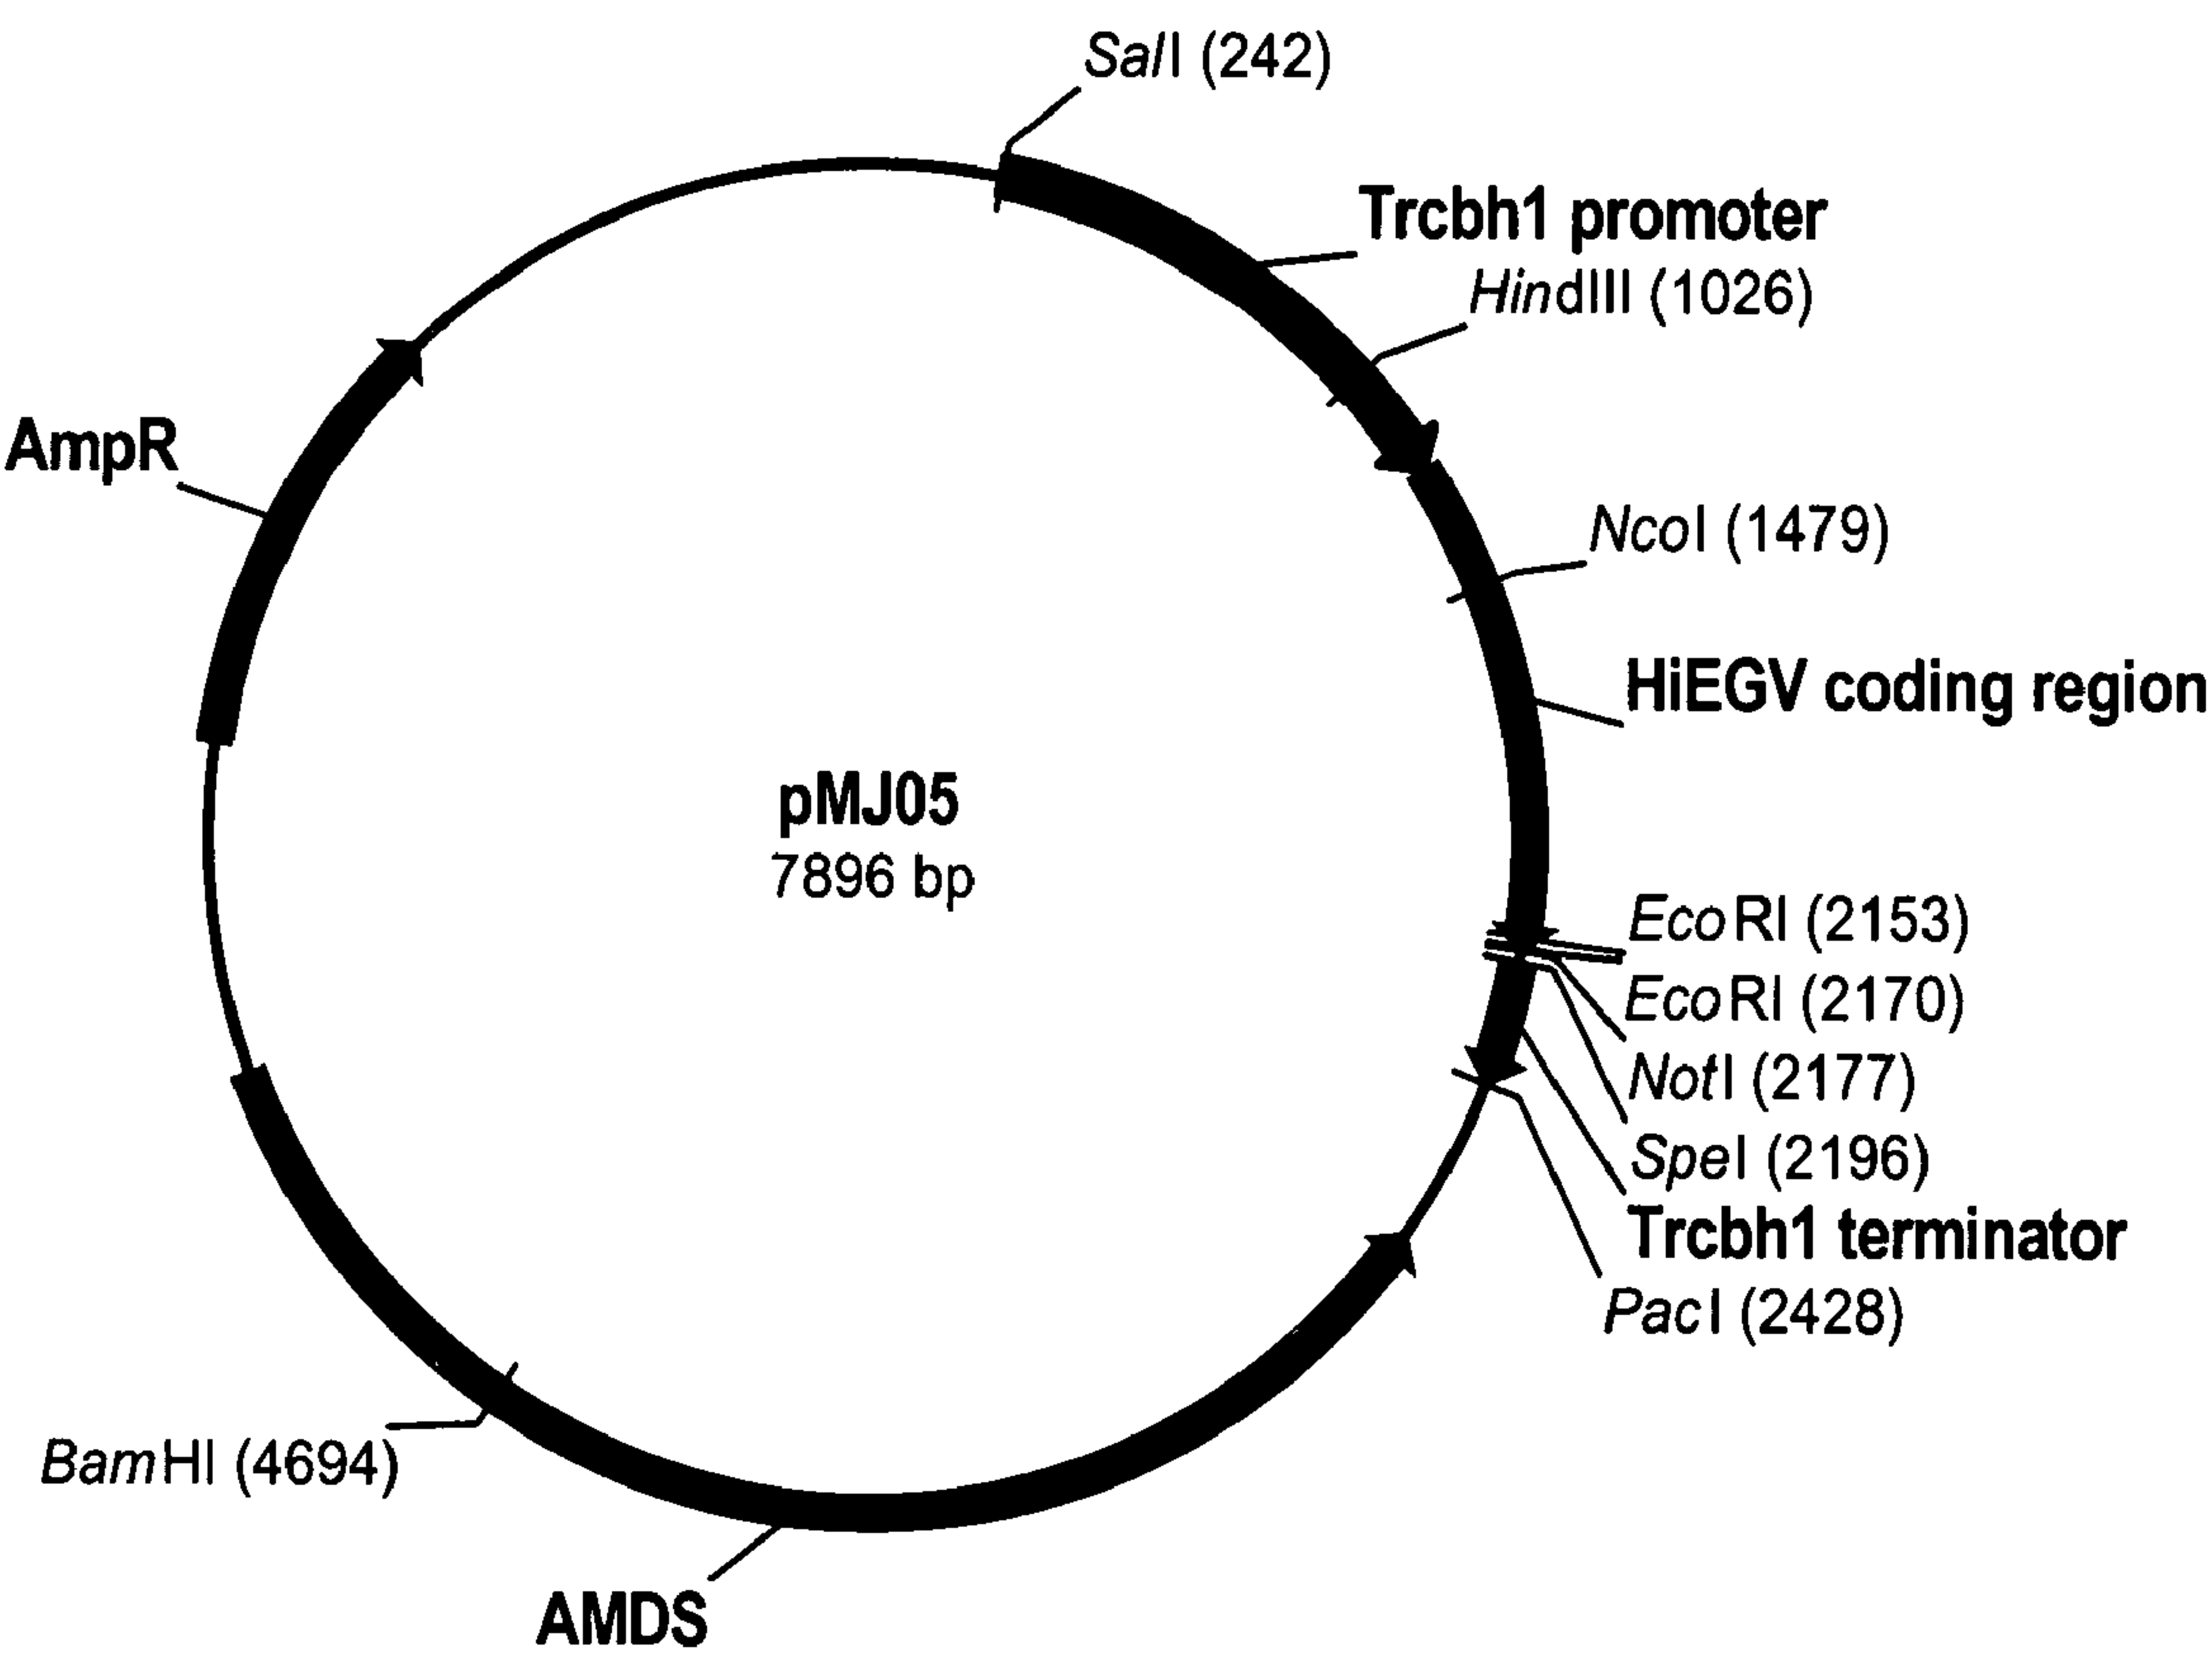 SalI (242)
Trcbh1 promoter
HindIII (1026)
NcoI (1479)
HiEGV coding region
EcoRI (2153)
EcoRI (2170)
NotI (2177)
SpeI (2196)
Trcbh1 terminator
PacI (2428)
AMDS
BamHI (4694)
AmpR
pMJ05
7896 bp